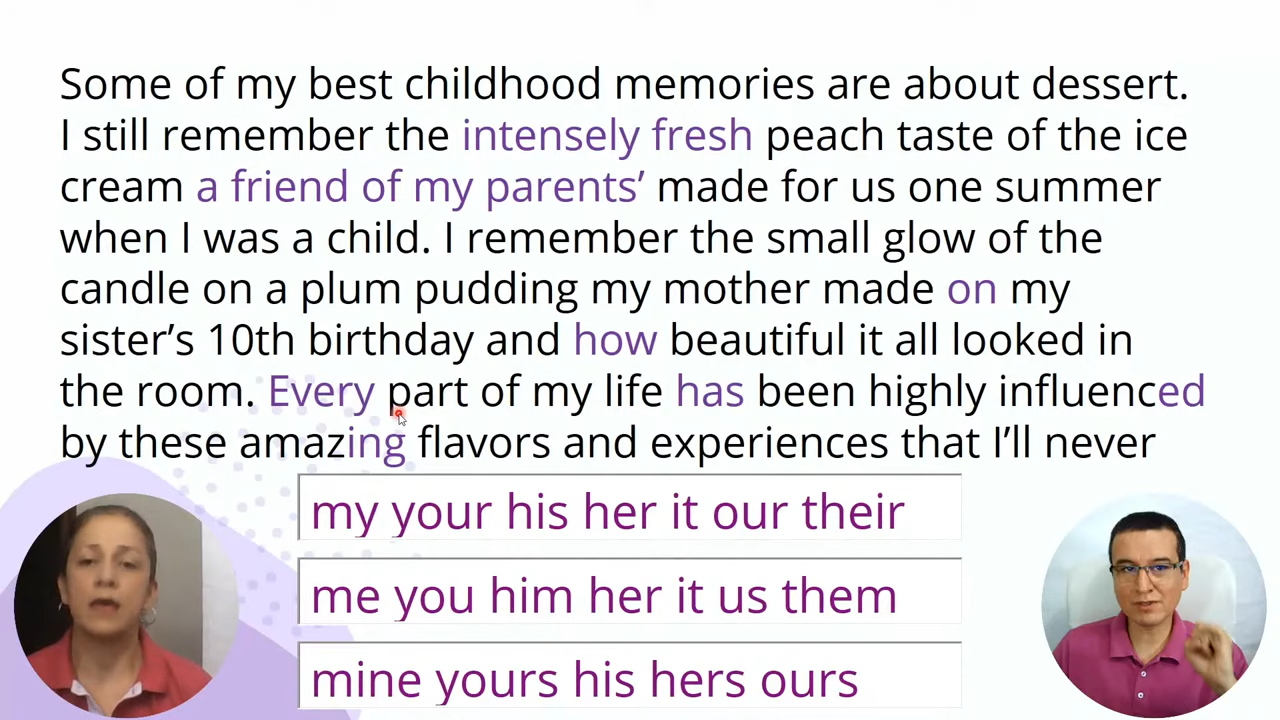 Some of my best childhood memories are about dessert.
I still remember the intensely fresh peach taste of the ice
cream a friend of my parents’ made for us one summer
when I was a child. I remember the small glow of the
candle on a plum pudding my mother made on my
sister’s 10th birthday and how beautiful it all looked in
the room. Every part of my life has been highly influenced
by these amazing flavors and experiences that I’ll never
my your his her it our their
me you him her it us them
mine yours his hers ours